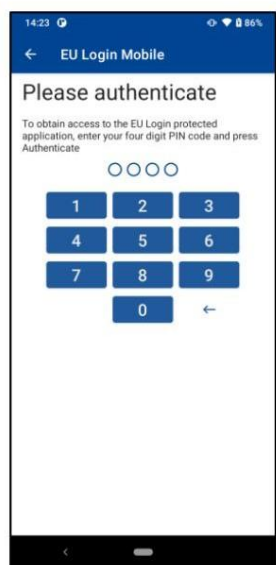 14:23 86%
← EU Login Mobile
Please authenticate
To obtain access to the EU Login protected
application, enter your four digit PIN code and press
Authenticate
1 2 3
4 5 6
7 8 9
0 ←